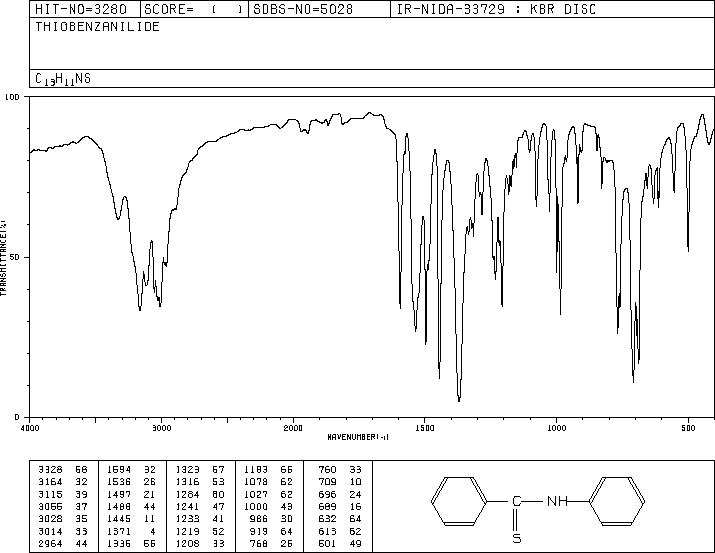 HIT-NO=3280 SCORE= ( ) SDBS-NO=5028 IR-NIDA-33729 : KBR DISC
THIOBENZANILIDE
C13H11NS
100
TRANSMITTANCE(%)
50
0
4000 3000 2000 1500 1000 500
WAVENUMBER(-1)
3328 68 1594 32 1323 67 1183 66 760 33
3164 32 1536 26 1316 53 1078 62 709 10
3115 39 1497 21 1284 80 1027 62 696 24
3066 37 1488 44 1241 47 1000 43 689 16
3028 35 1445 11 1233 41 986 30 632 64
3014 33 1371 4 1219 52 919 64 613 62
2964 44 1336 66 1208 33 768 26 501 49
C NH
S